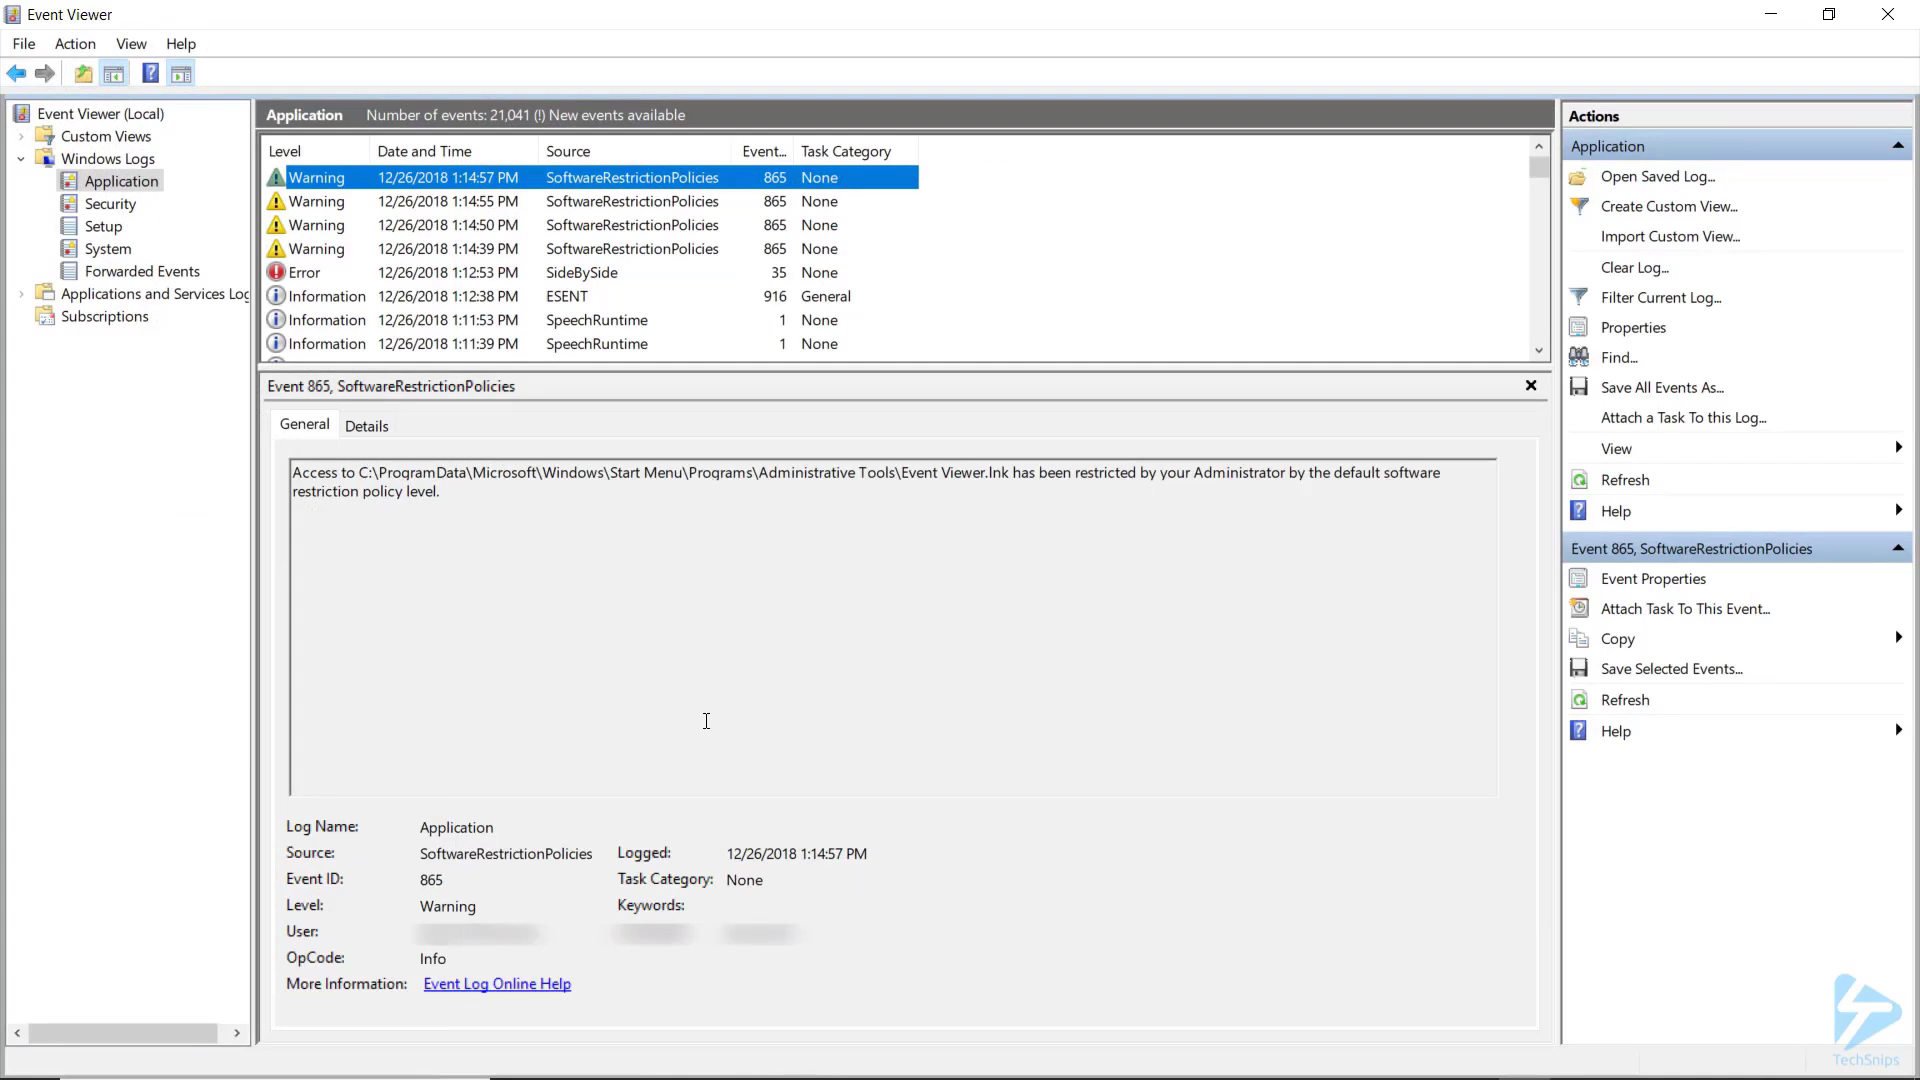 Event Viewer
File Action View Help
Event Viewer (Local)
Custom Views
Windows Logs
Application
Security
Setup
System
Forwarded Events
Applications and Services Log
Subscriptions
Application Number of events: 21,041 (!) New events available
Level Date and Time Source Event... Task Category
Warning 12/26/2018 1:14:57 PM SoftwareRestrictionPolicies 865 None
Warning 12/26/2018 1:14:55 PM SoftwareRestrictionPolicies 865 None
Warning 12/26/2018 1:14:50 PM SoftwareRestrictionPolicies 865 None
Warning 12/26/2018 1:14:39 PM SoftwareRestrictionPolicies 865 None
Error 12/26/2018 1:12:53 PM SideBySide 35 None
Information 12/26/2018 1:12:38 PM ESENT 916 General
Information 12/26/2018 1:11:53 PM SpeechRuntime 1 None
Information 12/26/2018 1:11:39 PM SpeechRuntime 1 None
Event 865, SoftwareRestrictionPolicies
General Details
Access to C:\ProgramData\Microsoft\Windows\Start Menu\Programs\Administrative Tools\Event Viewer.lnk has been restricted by your Administrator by the default software
restriction policy level.
Log Name: Application
Source: SoftwareRestrictionPolicies Logged: 12/26/2018 1:14:57 PM
Event ID: 865 Task Category: None
Level: Warning Keywords:
User:
OpCode: Info
More Information: Event Log Online Help
Actions
Application
Open Saved Log...
Create Custom View...
Import Custom View...
Clear Log...
Filter Current Log...
Properties
Find...
Save All Events As...
Attach a Task To this Log...
View
Refresh
Help
Event 865, SoftwareRestrictionPolicies
Event Properties
Attach Task To This Event...
Copy
Save Selected Events...
Refresh
Help
TechSnips